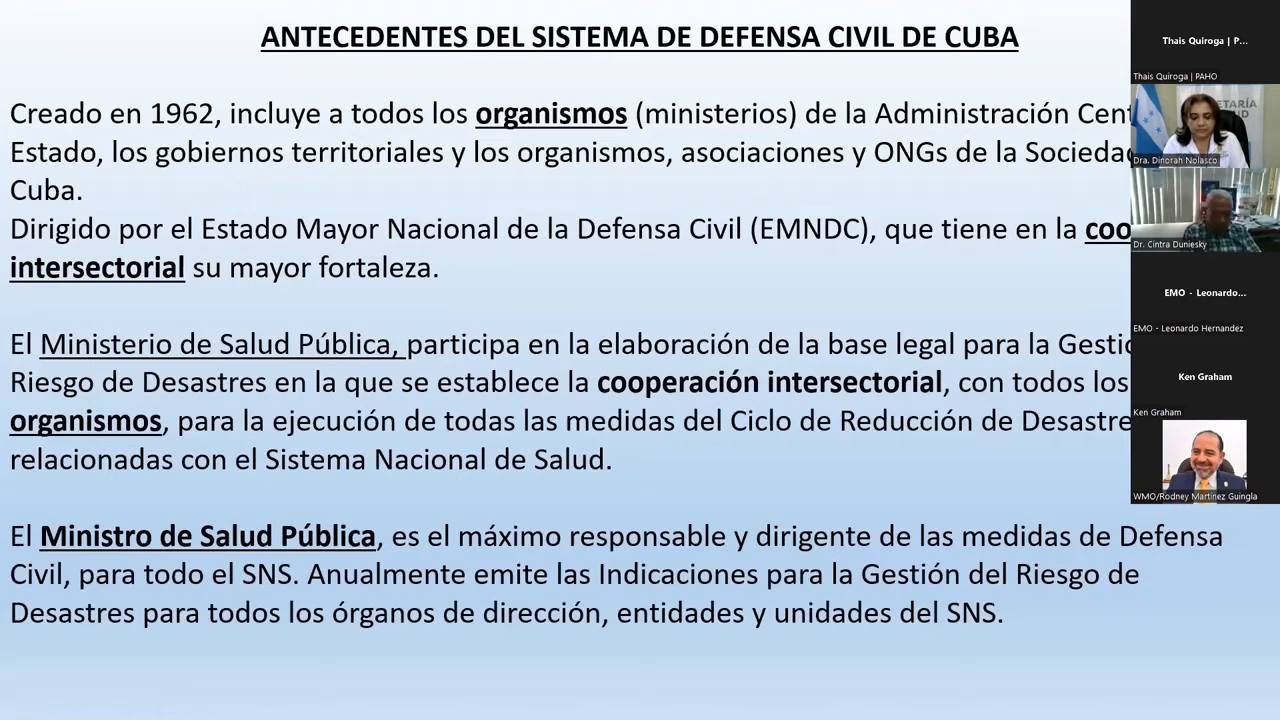 ANTECEDENTES DEL SISTEMA DE DEFENSA CIVIL DE CUBA
Creado en 1962, incluye a todos los organismos (ministerios) de la Administración Cent
Estado, los gobiernos territoriales y los organismos, asociaciones y ONGs de la Sociedad
Cuba.
Dirigido por el Estado Mayor Nacional de la Defensa Civil (EMNDC), que tiene en la coo
intersectorial su mayor fortaleza.
El Ministerio de Salud Pública, participa en la elaboración de la base legal para la Gestió
Riesgo de Desastres en la que se establece la cooperación intersectorial, con todos los
organismos, para la ejecución de todas las medidas del Ciclo de Reducción de Desastre
relacionadas con el Sistema Nacional de Salud.
El Ministro de Salud Pública, es el máximo responsable y dirigente de las medidas de Defensa
Civil, para todo el SNS. Anualmente emite las Indicaciones para la Gestión del Riesgo de
Desastres para todos los órganos de dirección, entidades y unidades del SNS.
Thais Quiroga | P...
Thais Quiroga | PAHO
ETARÍA
UD
Dra. Dinorah Nolasco
Dr. Cintra Duniesky
EMO - Leonardo...
EMO - Leonardo Hernandez
Ken Graham
Ken Graham
WMO/Rodney Martínez Güingla